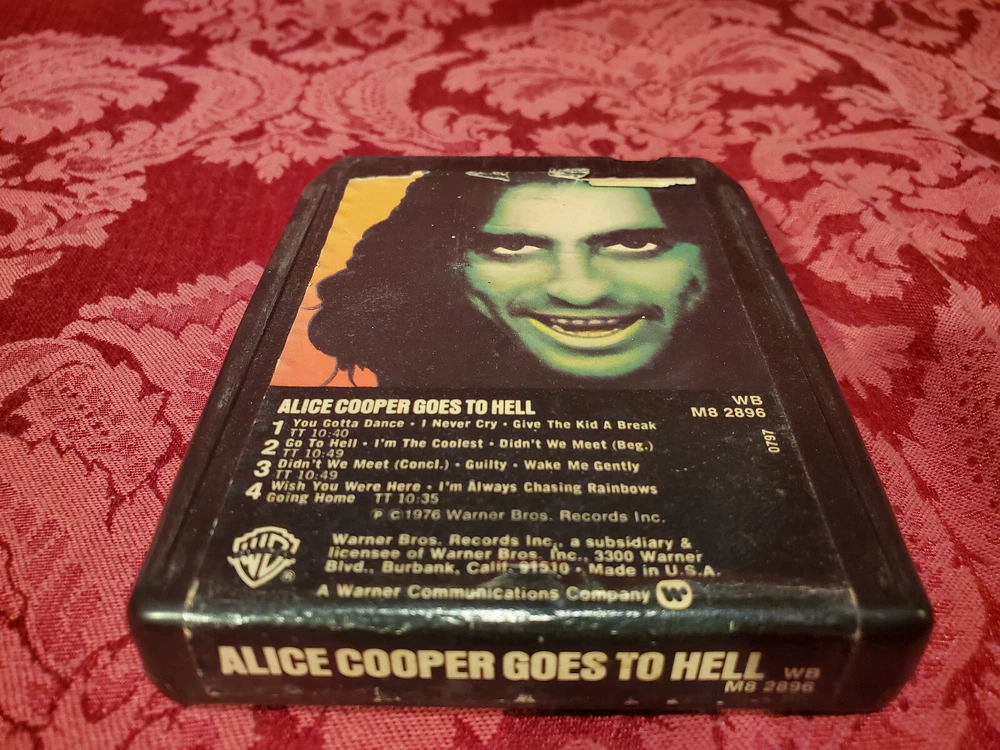 ALICE COOPER GOES TO HELL
WB
M8 2896
1 You Gotta Dance • I Never Cry • Give The Kid A Break
TT 10:40
2 Go To Hell • I'm The Coolest • Didn't We Meet (Beg.)
TT 10:49
3 Didn't We Meet (Concl.) • Guilty • Wake Me Gently
TT 10:49
4 Wish You Were Here • I'm Always Chasing Rainbows
Going Home TT 10:35
0797
℗ © 1976 Warner Bros. Records Inc.
Warner Bros. Records Inc., a subsidiary &
licensee of Warner Bros. Inc., 3300 Warner
Blvd., Burbank, Calif. 91510 • Made in U.S.A.
A Warner Communications Company
ALICE COOPER GOES TO HELL WB
M8 2896